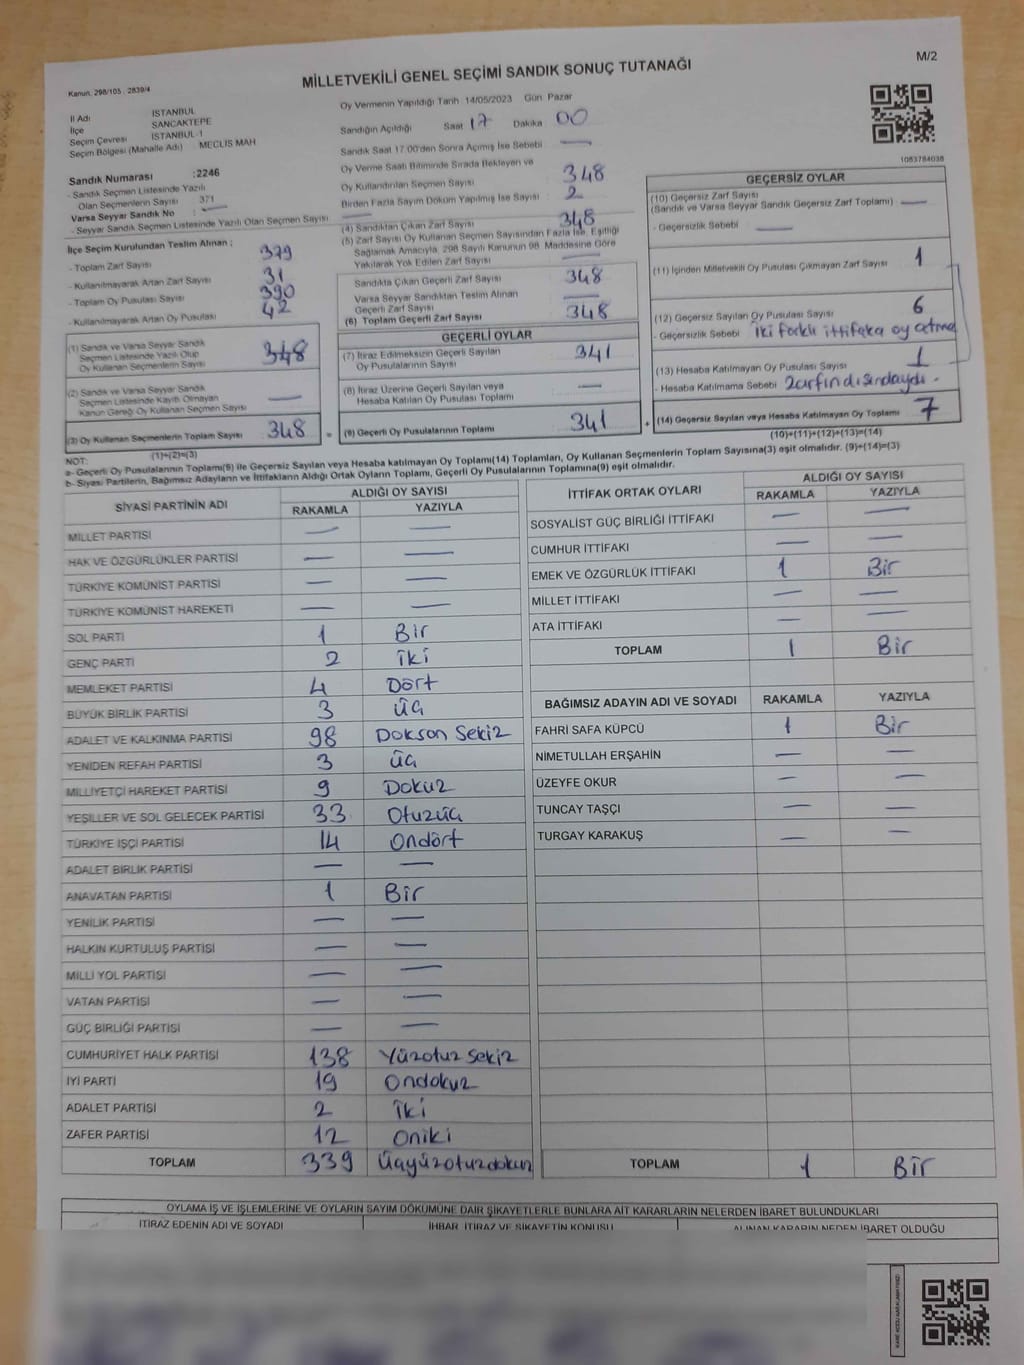 M/2
Kanun. 298/105 , 2839/4
MİLLETVEKİLİ GENEL SEÇİMİ SANDIK SONUÇ TUTANAĞI
İl Adı İSTANBUL
İlçe SANCAKTEPE
Seçim Çevresi İSTANBUL-1
Seçim Bölgesi (Mahalle Adı) MECLİS MAH
Sandık Numarası :2246
- Sandık Seçmen Listesinde Yazılı
Olan Seçmenlerin Sayısı 371
Varsa Seyyar Sandık No : —
- Seyyar Sandık Seçmen Listesinde Yazılı Olan Seçmen Sayısı —
İlçe Seçim Kurulundan Teslim Alınan ;
- Toplam Zarf Sayısı 379
- Kullanılmayarak Artan Zarf Sayısı 31
- Toplam Oy Pusulası Sayısı 390
- Kullanılmayarak Artan Oy Pusulası 42
(1) Sandık ve Varsa Seyyar Sandık
Seçmen Listesinde Yazılı Olup
Oy Kullanan Seçmenlerin Sayısı 348
(2) Sandık ve Varsa Seyyar Sandık
Seçmen Listesinde Kayıtlı Olmayan
Kanun Gereği Oy Kullanan Seçmen Sayısı —
(3) Oy Kullanan Seçmenlerin Toplam Sayısı 348
(1)+(2)=(3)
Oy Vermenin Yapıldığı Tarih 14/05/2023 Gün Pazar
Sandığın Açıldığı Saat 17 Dakika 00
Sandık Saat 17:00'den Sonra Açılmış İse Sebebi —
Oy Verme Saati Bitiminde Sırada Bekleyen ve
Oy Kullandırılan Seçmen Sayısı 348
Birden Fazla Sayım Döküm Yapılmış İse Sayısı : 2
(4) Sandıktan Çıkan Zarf Sayısı 348
(5) Zarf Sayısı Oy Kullanan Seçmen Sayısından Fazla İse, Eşitliği
Sağlamak Amacıyla, 298 Sayılı Kanunun 98. Maddesine Göre
Yakılarak Yok Edilen Zarf Sayısı —
Sandıkta Çıkan Geçerli Zarf Sayısı 348
Varsa Seyyar Sandıktan Teslim Alınan
Geçerli Zarf Sayısı —
(6) Toplam Geçerli Zarf Sayısı 348
GEÇERLİ OYLAR
(7) İtiraz Edilmeksizin Geçerli Sayılan
Oy Pusulalarının Sayısı 341
(8) İtiraz Üzerine Geçerli Sayılan veya
Hesaba Katılan Oy Pusulası Toplamı —
= (9) Geçerli Oy Pusulalarının Toplamı 341
1083784038
GEÇERSİZ OYLAR
(10) Geçersiz Zarf Sayısı
(Sandık ve Varsa Seyyar Sandık Geçersiz Zarf Toplamı) —
- Geçersizlik Sebebi —
(11) İçinden Milletvekili Oy Pusulası Çıkmayan Zarf Sayısı 1
(12) Geçersiz Sayılan Oy Pusulası Sayısı 6
- Geçersizlik Sebebi İki farklı ittifaka oy atma
(13) Hesaba Katılmayan Oy Pusulası Sayısı 1
- Hesaba Katılmama Sebebi Zarfın dışındaydı.
+ (14) Geçersiz Sayılan veya Hesaba Katılmayan Oy Toplamı 7
(10)+(11)+(12)+(13)=(14)
NOT:
a- Geçerli Oy Pusulalarının Toplamı(9) ile Geçersiz Sayılan veya Hesaba katılmayan Oy Toplamı(14) Toplamları, Oy Kullanan Seçmenlerin Toplam Sayısına(3) eşit olmalıdır. (9)+(14)=(3)
b- Siyasi Partilerin, Bağımsız Adayların ve İttifakların Aldığı Ortak Oyların Toplamı, Geçerli Oy Pusulalarının Toplamına(9) eşit olmalıdır.
SİYASİ PARTİNİN ADI ALDIĞI OY SAYISI
RAKAMLA YAZIYLA
MİLLET PARTİSİ — —
HAK VE ÖZGÜRLÜKLER PARTİSİ — —
TÜRKİYE KOMÜNİST PARTİSİ — —
TÜRKİYE KOMÜNİST HAREKETİ — —
SOL PARTİ 1 Bir
GENÇ PARTİ 2 İki
MEMLEKET PARTİSİ 4 Dört
BÜYÜK BİRLİK PARTİSİ 3 Üç
ADALET VE KALKINMA PARTİSİ 98 Dokson Sekiz
YENİDEN REFAH PARTİSİ 3 Üç
MİLLİYETÇİ HAREKET PARTİSİ 9 Dokuz
YEŞİLLER VE SOL GELECEK PARTİSİ 33 Otuzüç
TÜRKİYE İŞÇİ PARTİSİ 14 Ondört
ADALET BİRLİK PARTİSİ — —
ANAVATAN PARTİSİ 1 Bir
YENİLİK PARTİSİ — —
HALKIN KURTULUŞ PARTİSİ — —
MİLLİ YOL PARTİSİ — —
VATAN PARTİSİ — —
GÜÇ BİRLİĞİ PARTİSİ — —
CUMHURİYET HALK PARTİSİ 138 Yüzotuz Sekiz
İYİ PARTİ 19 Ondokuz
ADALET PARTİSİ 2 İki
ZAFER PARTİSİ 12 Oniki
TOPLAM 339 Üçyüzotuzdokuz
İTTİFAK ORTAK OYLARI ALDIĞI OY SAYISI
RAKAMLA YAZIYLA
SOSYALİST GÜÇ BİRLİĞİ İTTİFAKI — —
CUMHUR İTTİFAKI — —
EMEK VE ÖZGÜRLÜK İTTİFAKI 1 Bir
MİLLET İTTİFAKI — —
ATA İTTİFAKI — —
TOPLAM 1 Bir
BAĞIMSIZ ADAYIN ADI VE SOYADI RAKAMLA YAZIYLA
FAHRİ SAFA KÜPCÜ 1 Bir
NİMETULLAH ERŞAHİN — —
ÜZEYFE OKUR — —
TUNCAY TAŞÇI — —
TURGAY KARAKUŞ — —
TOPLAM 1 Bir
OYLAMA İŞ VE İŞLEMLERİNE VE OYLARIN SAYIM DÖKÜMÜNE DAİR ŞİKAYETLERLE BUNLARA AİT KARARLARIN NELERDEN İBARET BULUNDUKLARI
İTİRAZ EDENİN ADI VE SOYADI İHBAR, İTİRAZ VE ŞİKAYETİN KONUSU ALINAN KARARIN NEDEN İBARET OLDUĞU